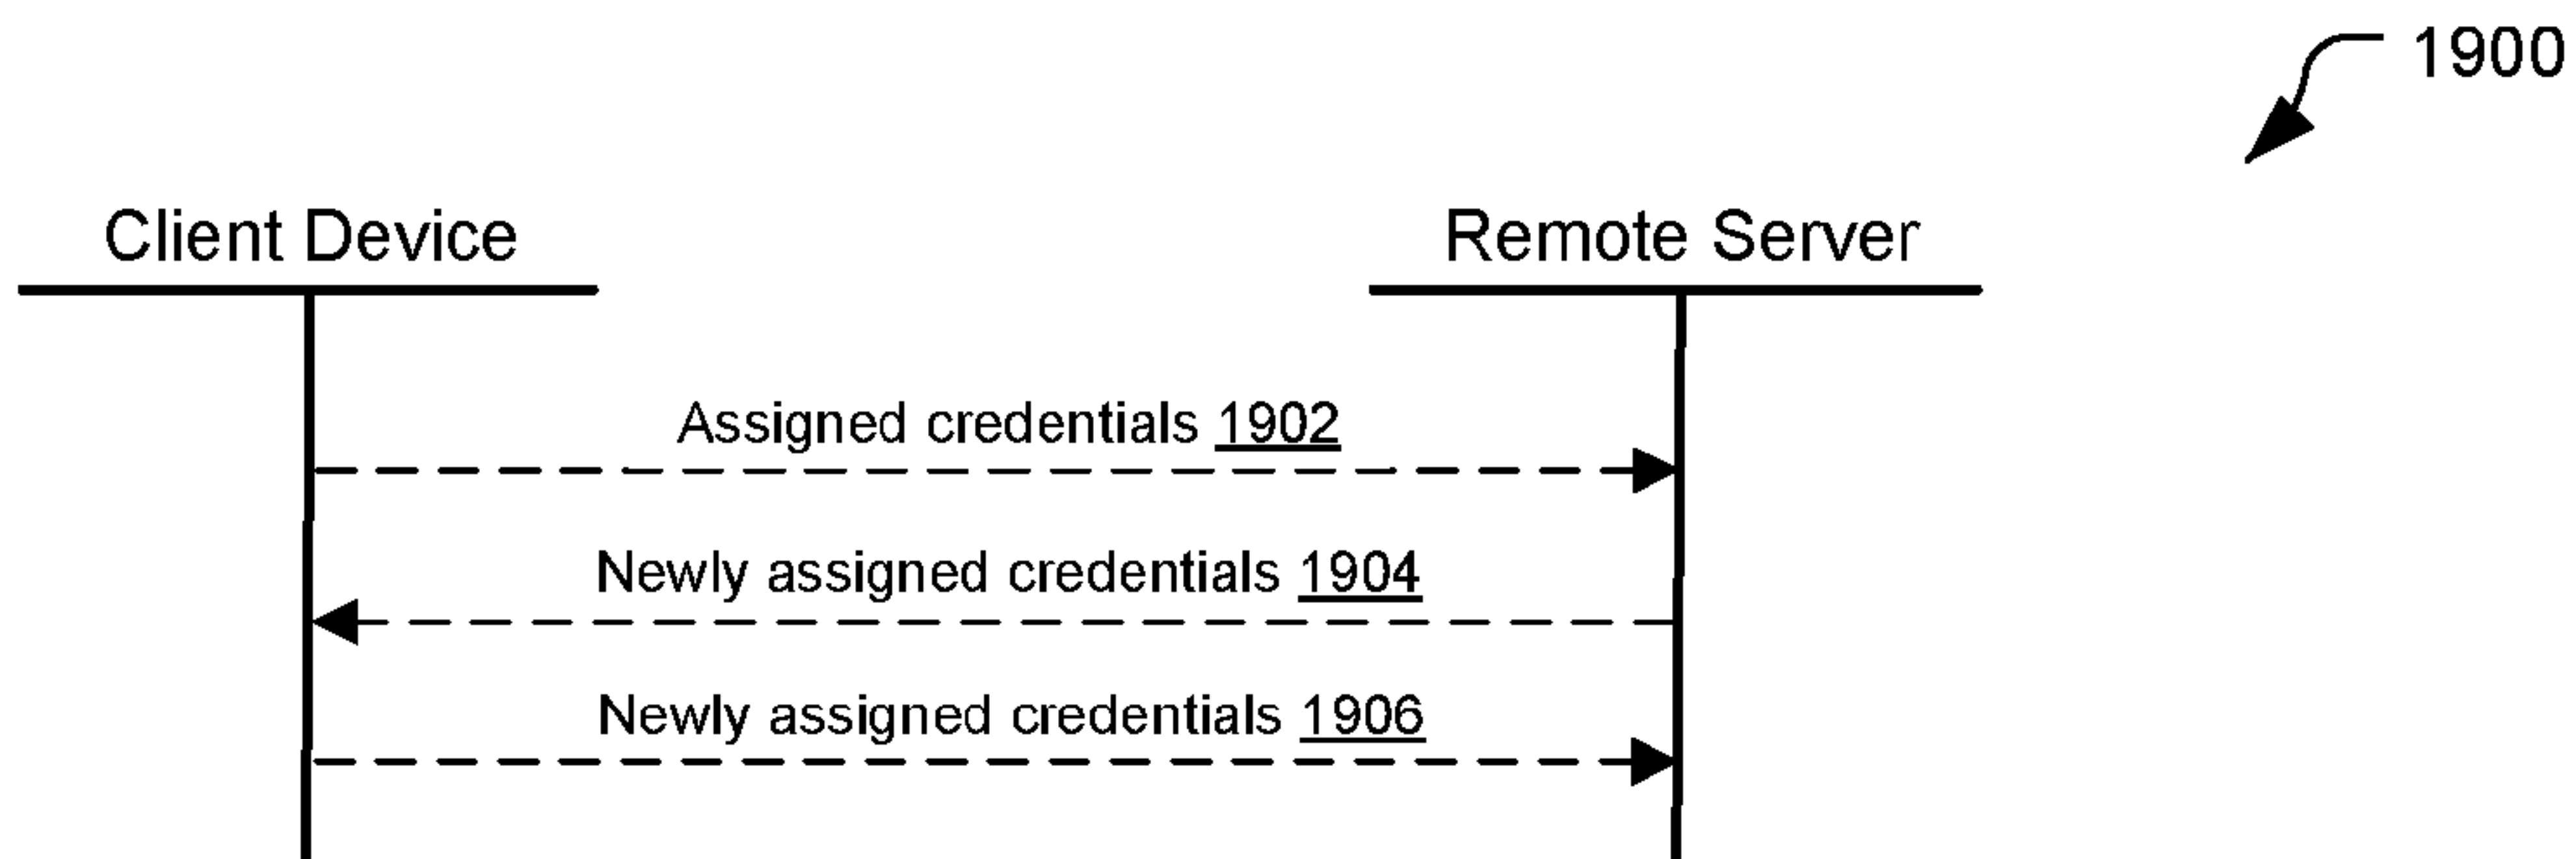 1900
Client Device
Remote Server
Assigned credentials 1902
Newly assigned credentials 1904
Newly assigned credentials 1906